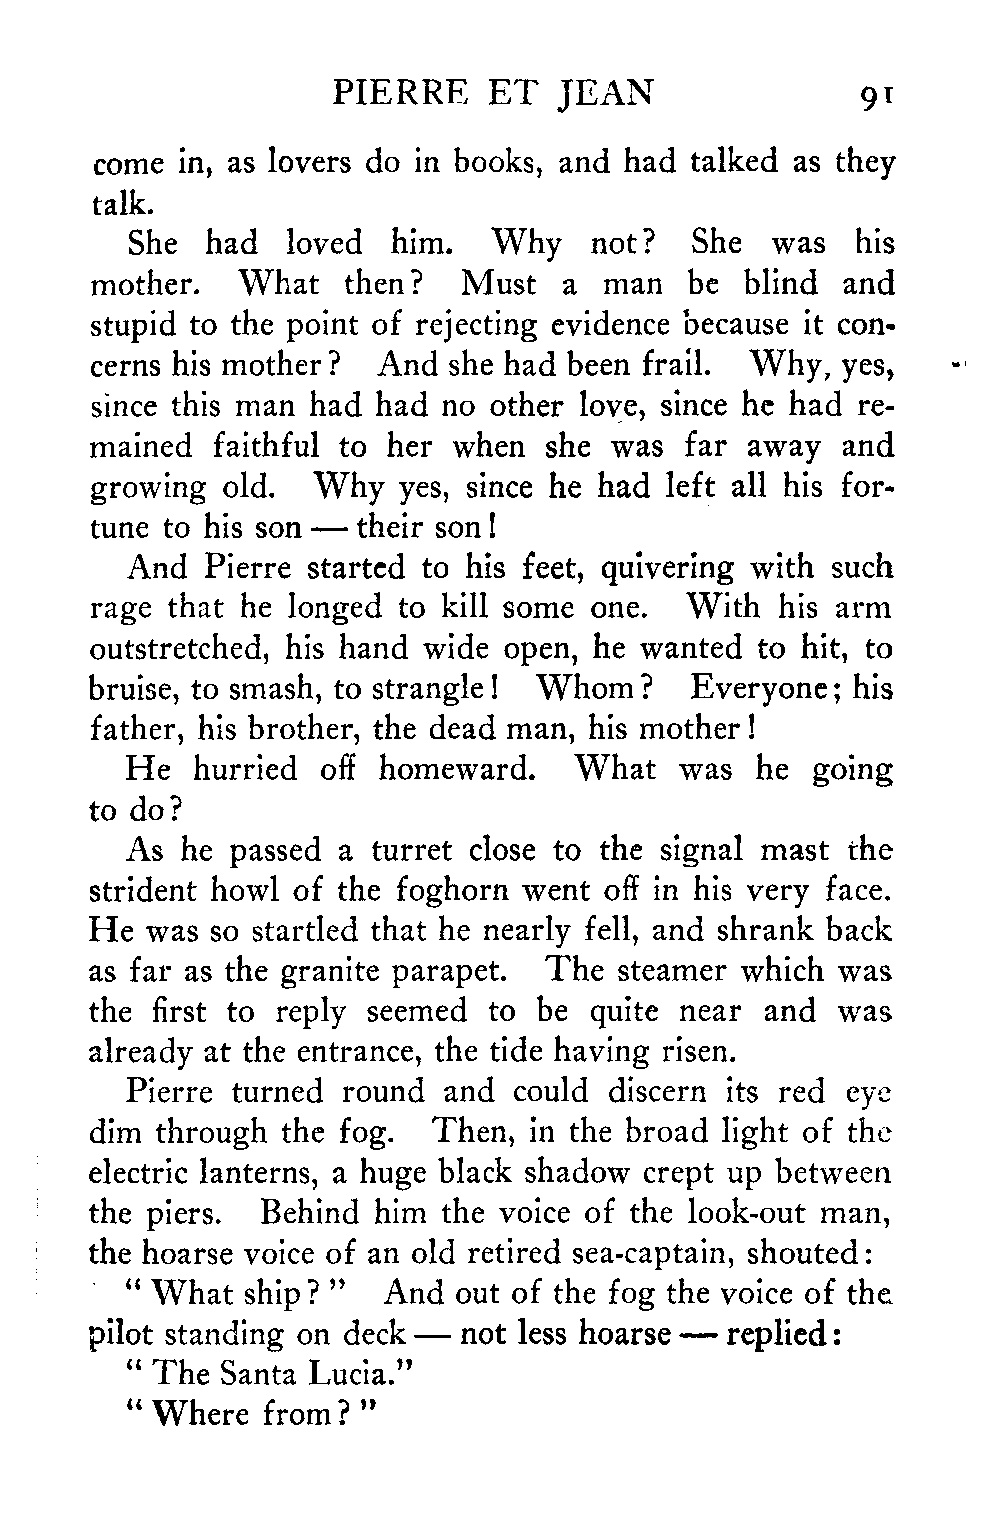 PIERRE ET JEAN 91
come in, as lovers do in books, and had talked as they
talk.
She had loved him. Why not? She was his
mother. What then? Must a man be blind and
stupid to the point of rejecting evidence because it con-
cerns his mother? And she had been frail. Why, yes,
since this man had had no other love, since he had re-
mained faithful to her when she was far away and
growing old. Why yes, since he had left all his for-
tune to his son — their son!
And Pierre started to his feet, quivering with such
rage that he longed to kill some one. With his arm
outstretched, his hand wide open, he wanted to hit, to
bruise, to smash, to strangle! Whom? Everyone; his
father, his brother, the dead man, his mother!
He hurried off homeward. What was he going
to do?
As he passed a turret close to the signal mast the
strident howl of the foghorn went off in his very face.
He was so startled that he nearly fell, and shrank back
as far as the granite parapet. The steamer which was
the first to reply seemed to be quite near and was
already at the entrance, the tide having risen.
Pierre turned round and could discern its red eye
dim through the fog. Then, in the broad light of the
electric lanterns, a huge black shadow crept up between
the piers. Behind him the voice of the look-out man,
the hoarse voice of an old retired sea-captain, shouted:
“What ship?” And out of the fog the voice of the
pilot standing on deck — not less hoarse — replied:
“The Santa Lucia.”
“Where from?”